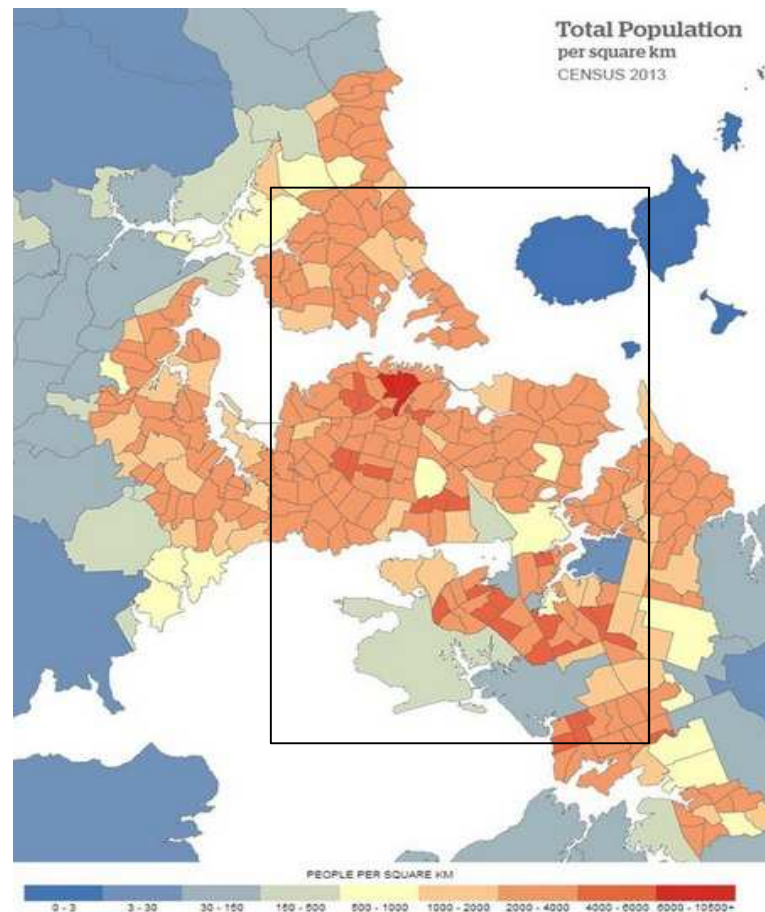 Total Population
per square km
CENSUS 2013
PEOPLE PER SQUARE KM
0 - 3 3 - 30 30 - 150 150 - 500 500 - 1000 1000 - 2000 2000 - 4000 4000 - 6000 6000 - 10500+